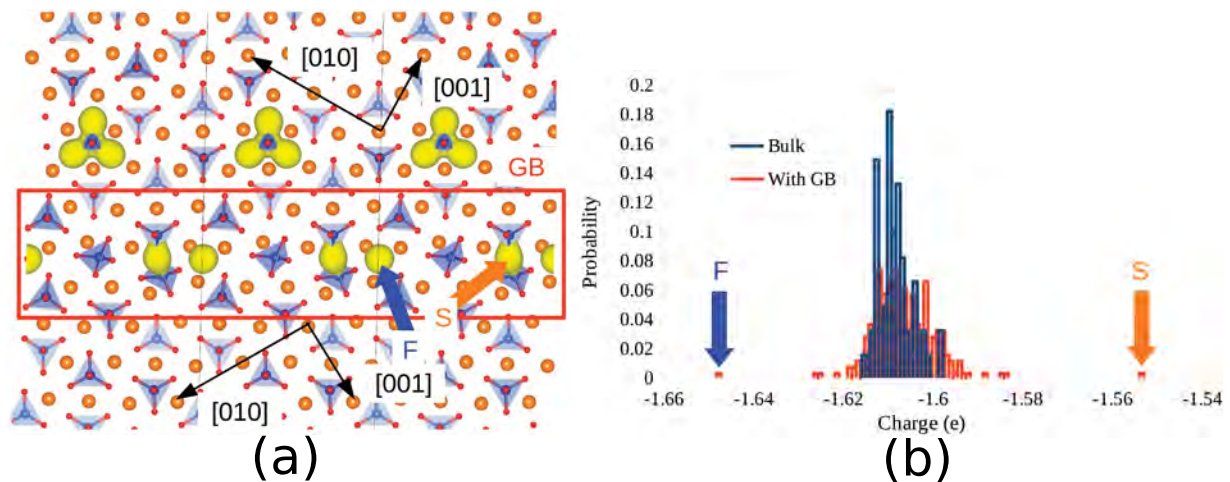 [010]
[001]
GB
S
F
[001]
[010]
(a)
0.2
0.18
0.16
0.14
0.12
0.1
0.08
0.06
0.04
0.02
0
Probability
Bulk
With GB
F
S
-1.66 -1.64 -1.62 -1.6 -1.58 -1.56 -1.54
Charge (e)
(b)